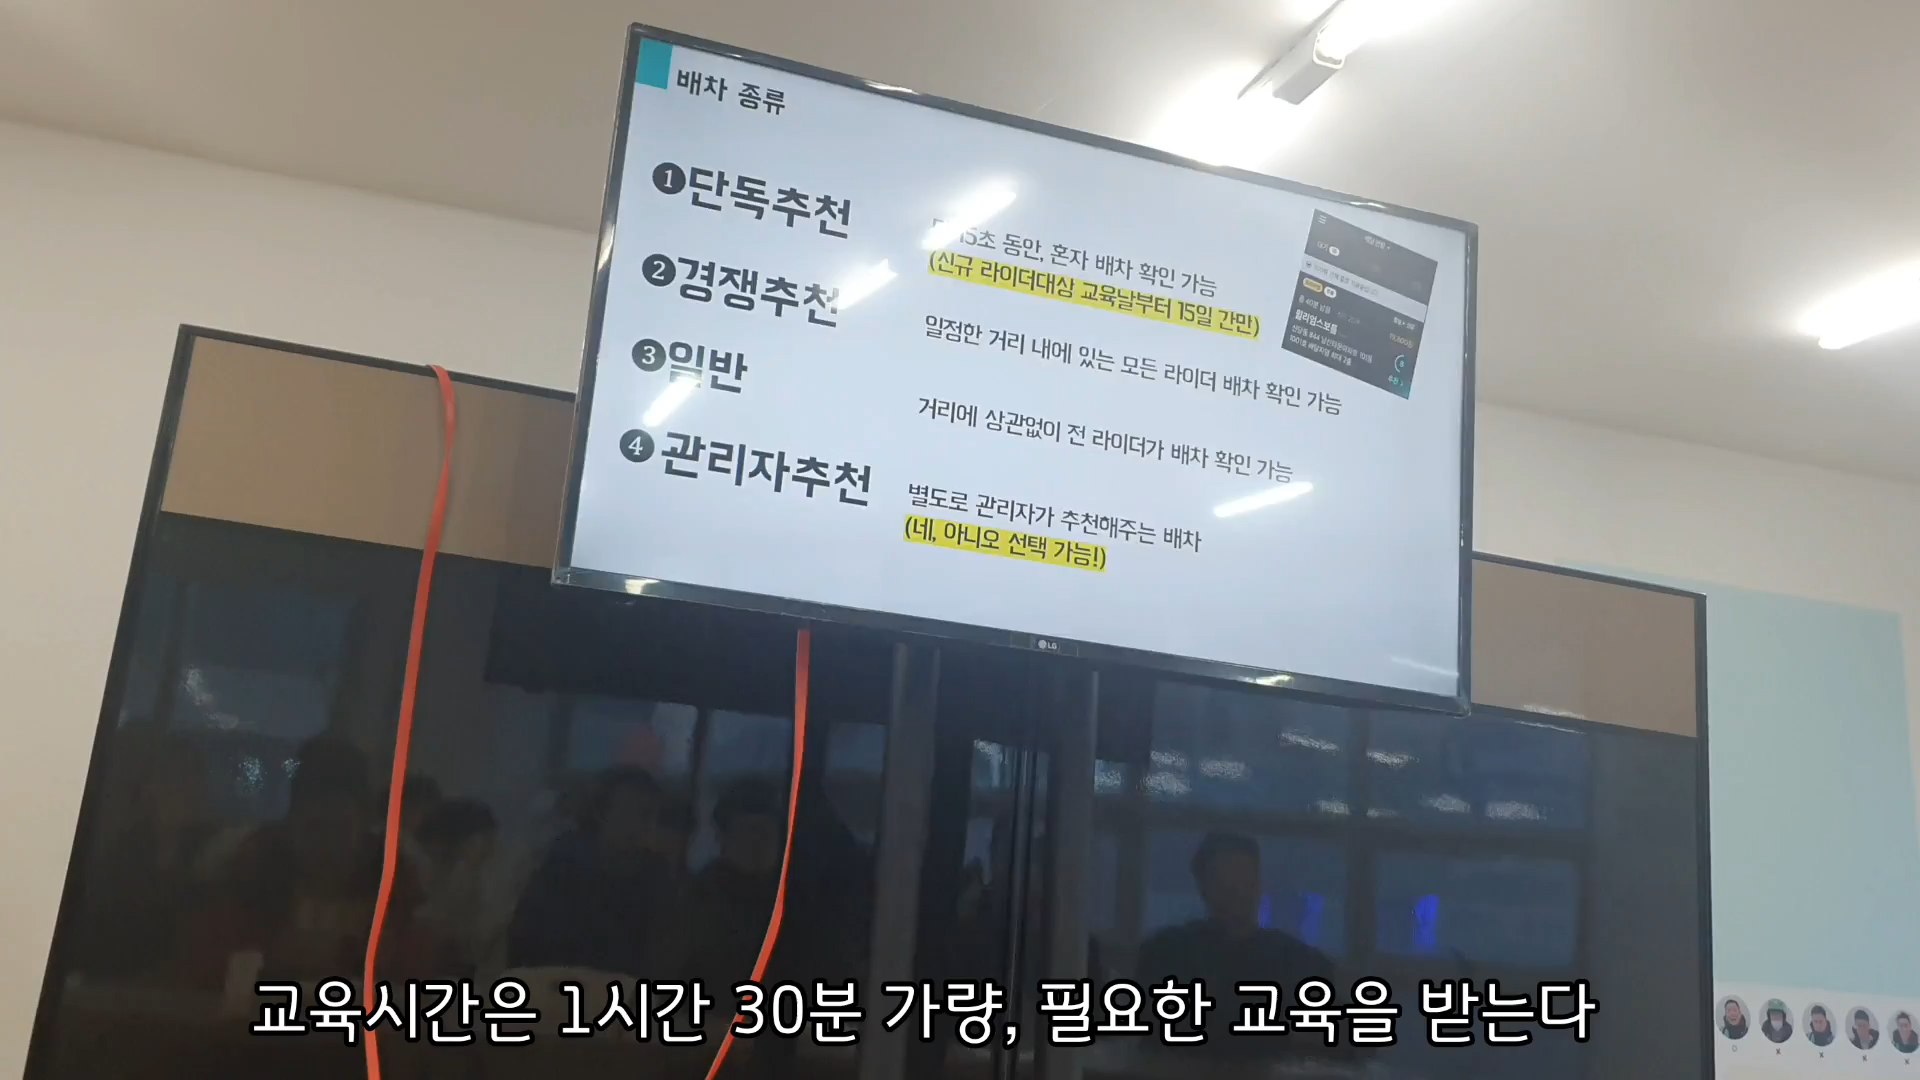 배차 종류
❶단독추천
15초 동안, 혼자 배차 확인 가능
(신규 라이더대상 교육날부터 15일 간만)
❷경쟁추천
일정한 거리 내에 있는 모든 라이더 배차 확인 가능
❸일반
거리에 상관없이 전 라이더가 배차 확인 가능
❹관리자추천
별도로 관리자가 추천해주는 배차
(네, 아니오 선택 가능!)
LG
교육시간은 1시간 30분 가량, 필요한 교육을 받는다